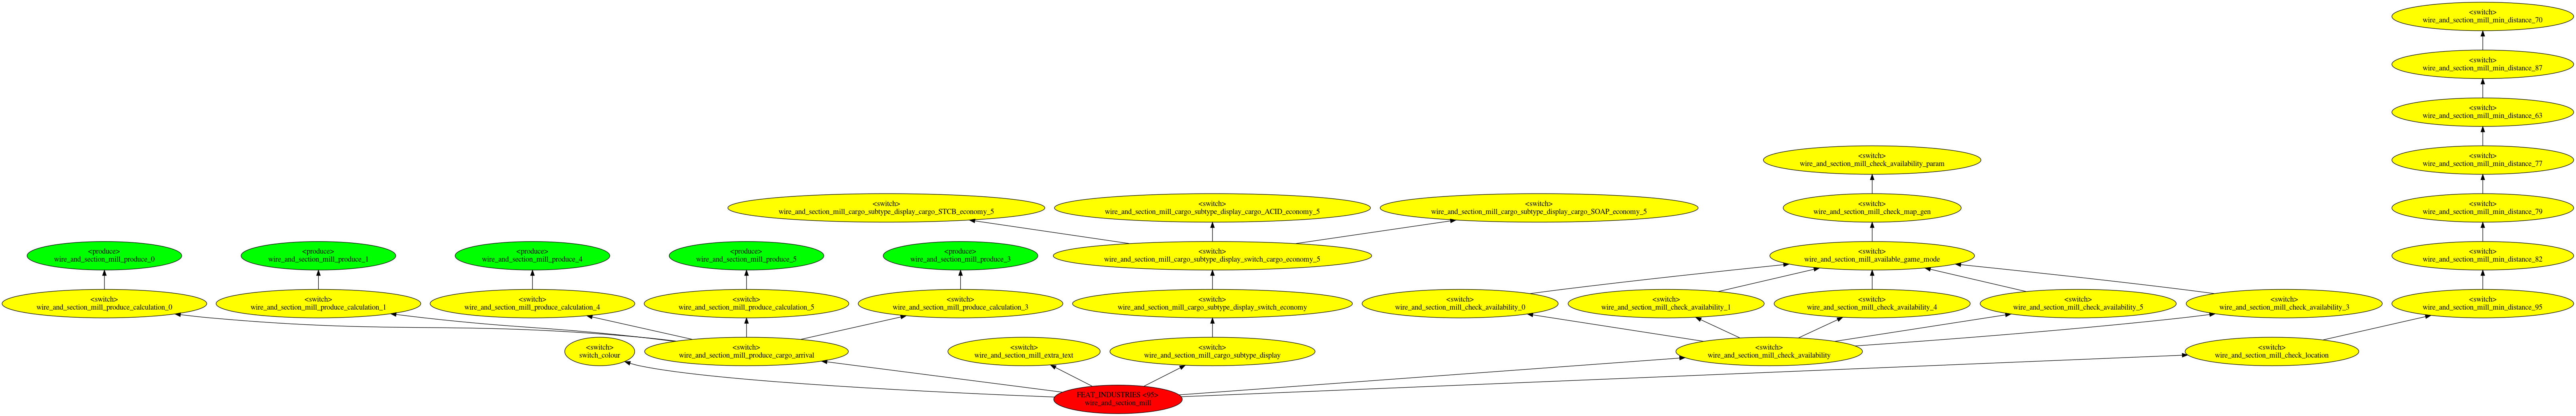 <switch>
wire_and_section_mill_min_distance_70
<switch>
wire_and_section_mill_min_distance_87
<switch>
wire_and_section_mill_min_distance_63
<switch>
wire_and_section_mill_check_availability_param
<switch>
wire_and_section_mill_min_distance_77
<switch>
wire_and_section_mill_cargo_subtype_display_cargo_STCB_economy_5
<switch>
wire_and_section_mill_cargo_subtype_display_cargo_ACID_economy_5
<switch>
wire_and_section_mill_cargo_subtype_display_cargo_SOAP_economy_5
<switch>
wire_and_section_mill_check_map_gen
<switch>
wire_and_section_mill_min_distance_79
<produce>
wire_and_section_mill_produce_0
<produce>
wire_and_section_mill_produce_1
<produce>
wire_and_section_mill_produce_4
<produce>
wire_and_section_mill_produce_5
<produce>
wire_and_section_mill_produce_3
<switch>
wire_and_section_mill_cargo_subtype_display_switch_cargo_economy_5
<switch>
wire_and_section_mill_available_game_mode
<switch>
wire_and_section_mill_min_distance_82
<switch>
wire_and_section_mill_produce_calculation_0
<switch>
wire_and_section_mill_produce_calculation_1
<switch>
wire_and_section_mill_produce_calculation_4
<switch>
wire_and_section_mill_produce_calculation_5
<switch>
wire_and_section_mill_produce_calculation_3
<switch>
wire_and_section_mill_cargo_subtype_display_switch_economy
<switch>
wire_and_section_mill_check_availability_0
<switch>
wire_and_section_mill_check_availability_1
<switch>
wire_and_section_mill_check_availability_4
<switch>
wire_and_section_mill_check_availability_5
<switch>
wire_and_section_mill_check_availability_3
<switch>
wire_and_section_mill_min_distance_95
<switch>
switch_colour
<switch>
wire_and_section_mill_produce_cargo_arrival
<switch>
wire_and_section_mill_extra_text
<switch>
wire_and_section_mill_cargo_subtype_display
<switch>
wire_and_section_mill_check_availability
<switch>
wire_and_section_mill_check_location
FEAT_INDUSTRIES <93>
wire_and_section_mill